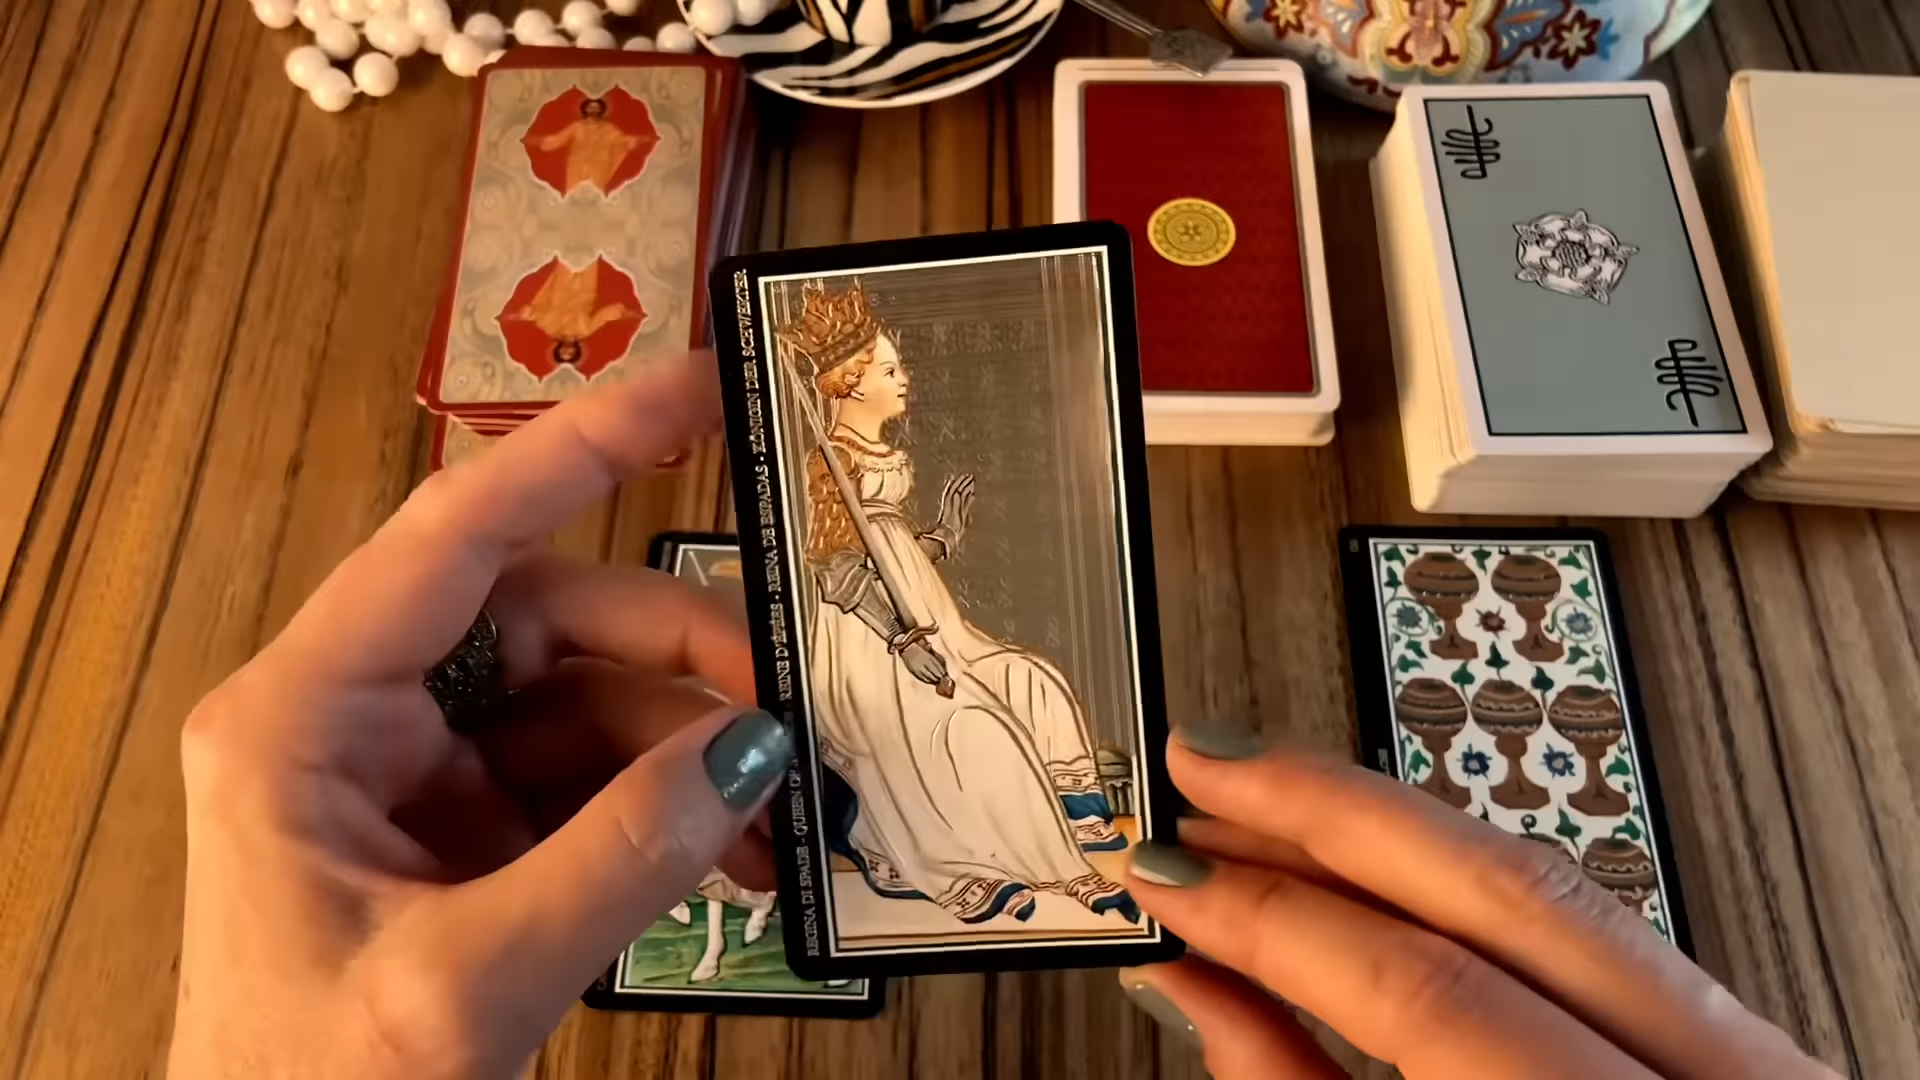 REGINA DI SPADE - QUEEN OF S REINE D'ÉPÉES - REINA DE ESPADAS - KÖNIGIN DER SCHWERTER